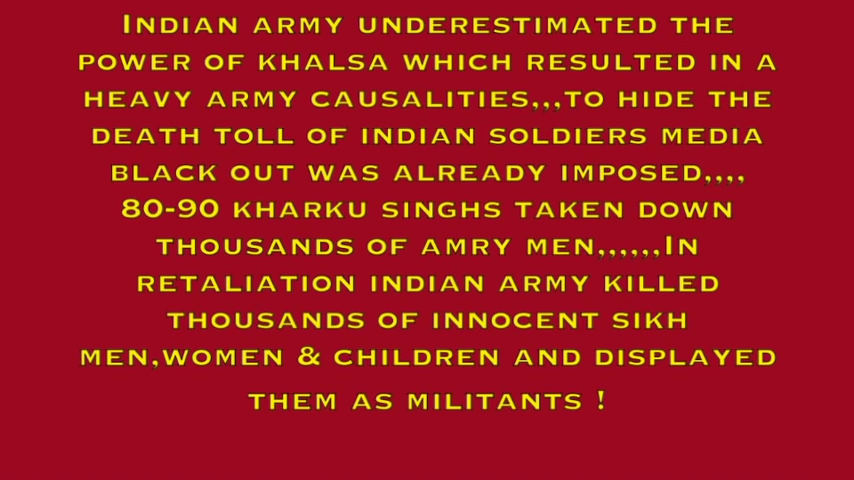 Indian army underestimated the
power of khalsa which resulted in a
heavy army causalities,,,to hide the
death toll of indian soldiers media
black out was already imposed,,,,
80-90 kharku singhs taken down
thousands of amry men,,,,,,In
retaliation indian army killed
thousands of innocent sikh
men,women & children and displayed
them as militants !